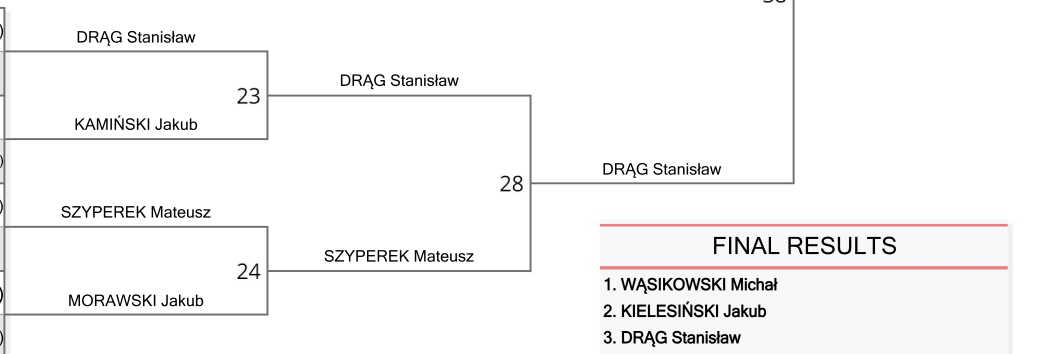 DRĄG Stanisław
DRĄG Stanisław
23
KAMIŃSKI Jakub
DRĄG Stanisław
28
SZYPEREK Mateusz
SZYPEREK Mateusz
24
MORAWSKI Jakub
FINAL RESULTS
1. WĄSIKOWSKI Michał
2. KIELESIŃSKI Jakub
3. DRĄG Stanisław